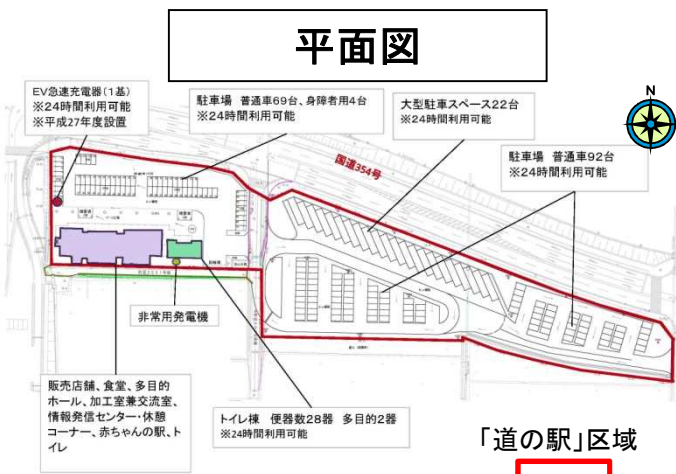 平面図
EV急速充電器(1基)
※24時間利用可能
※平成27年度設置
駐車場 普通車69台、身障者用4台
※24時間利用可能
大型駐車スペース22台
※24時間利用可能
N
駐車場 普通車92台
※24時間利用可能
国道354号
非常用発電機
販売店舗、食堂、多目的
ホール、加工室兼交流室、
情報発信センター・休憩
コーナー、赤ちゃんの駅、ト
イレ
トイレ棟 便器数28器 多目的2器
※24時間利用可能
「道の駅」区域